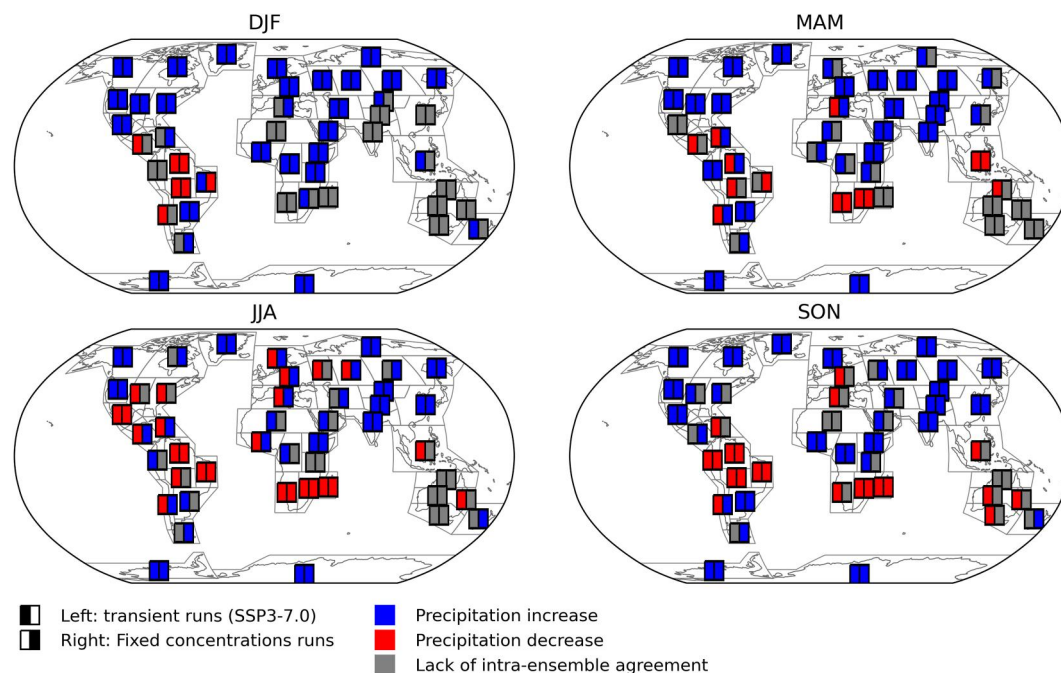 DJF
MAM
JJA
SON
Left: transient runs (SSP3-7.0)
Right: Fixed concentrations runs
Precipitation increase
Precipitation decrease
Lack of intra-ensemble agreement